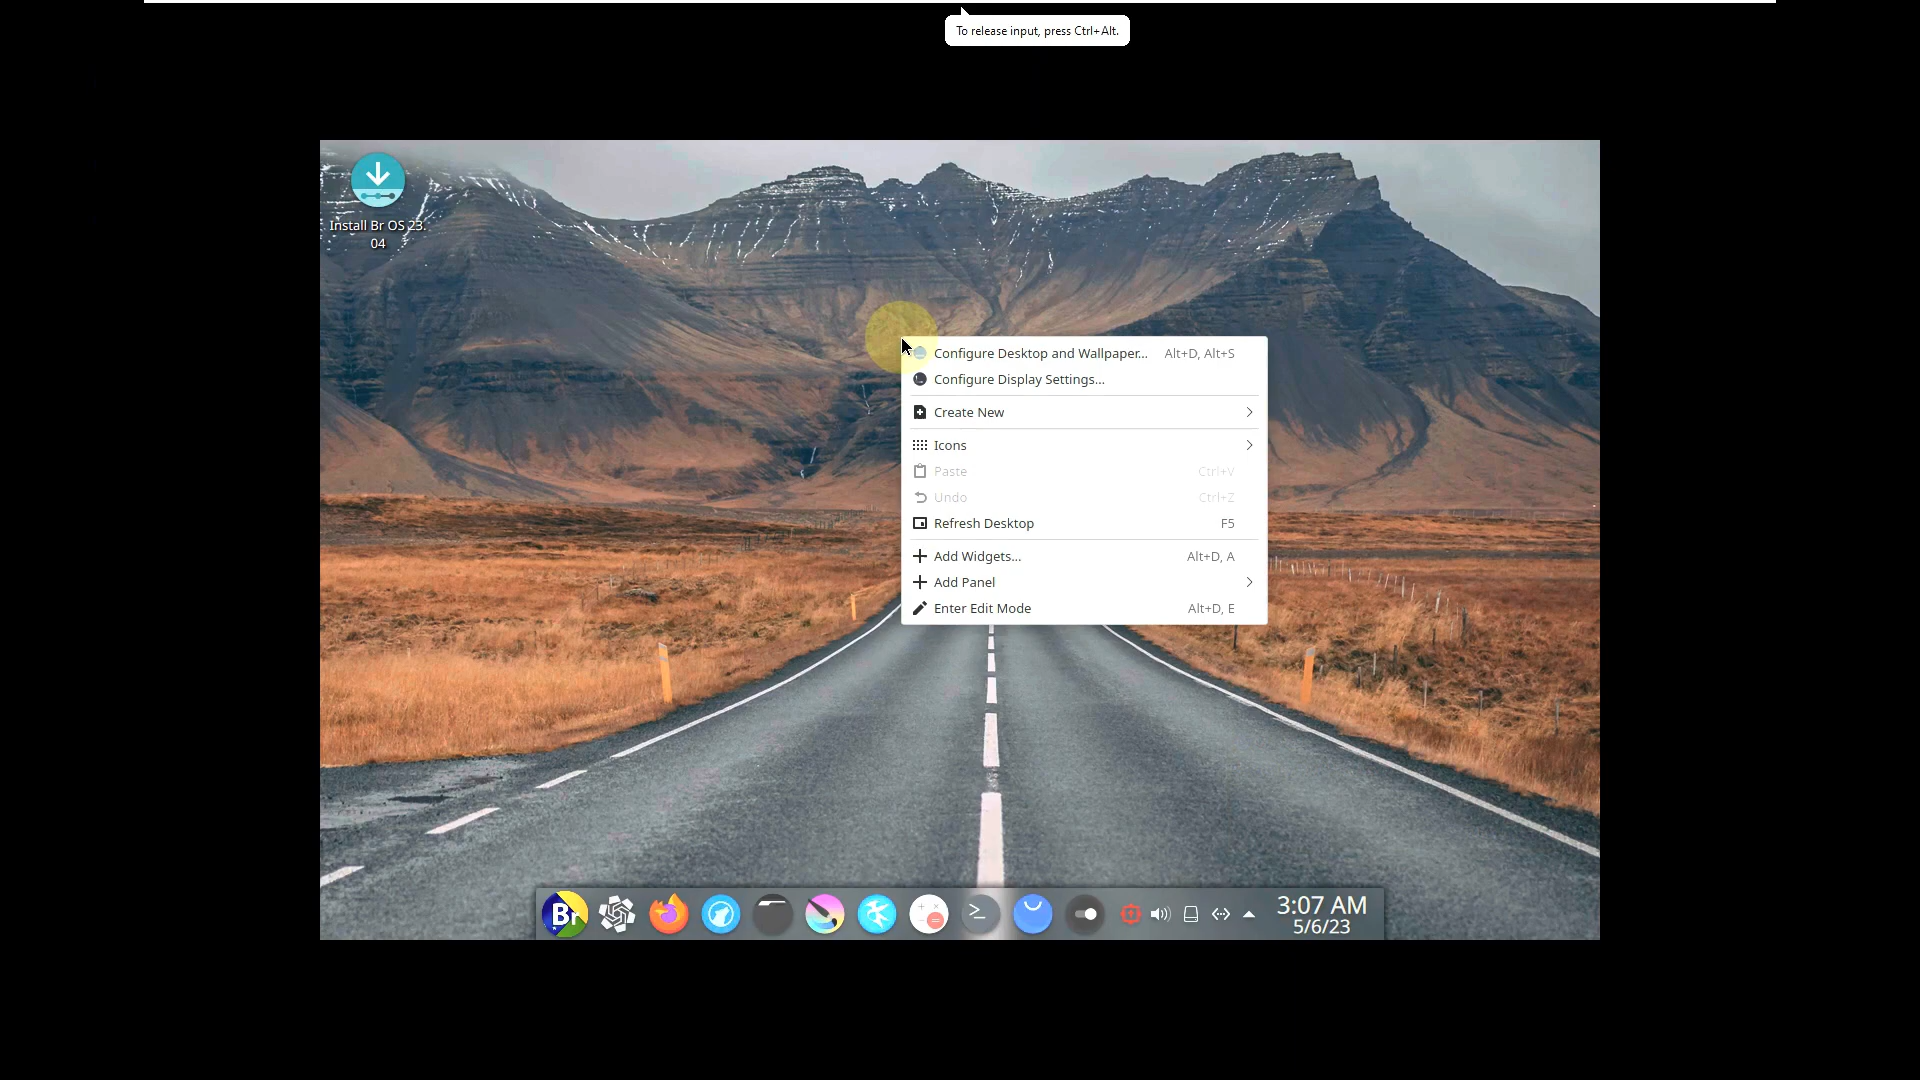 To release input, press Ctrl+Alt.
Install Br OS 23.
04
Configure Desktop and Wallpaper... Alt+D, Alt+S
Configure Display Settings...
Create New
Icons
Paste Ctrl+V
Undo Ctrl+Z
Refresh Desktop F5
Add Widgets... Alt+D, A
Add Panel
Enter Edit Mode Alt+D, E
Br
3:07 AM
5/6/23